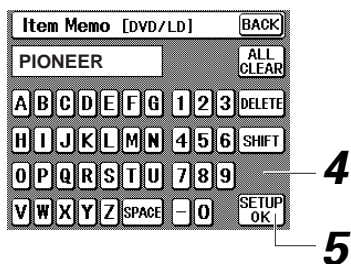 Item Memo [DVD/LD] BACK
PIONEER ALL CLEAR
A B C D E F G 1 2 3 DELETE
H I J K L M N 4 5 6 SHIFT
O P Q R S T U 7 8 9 4
V W X Y Z SPACE - 0 SETUP OK
5